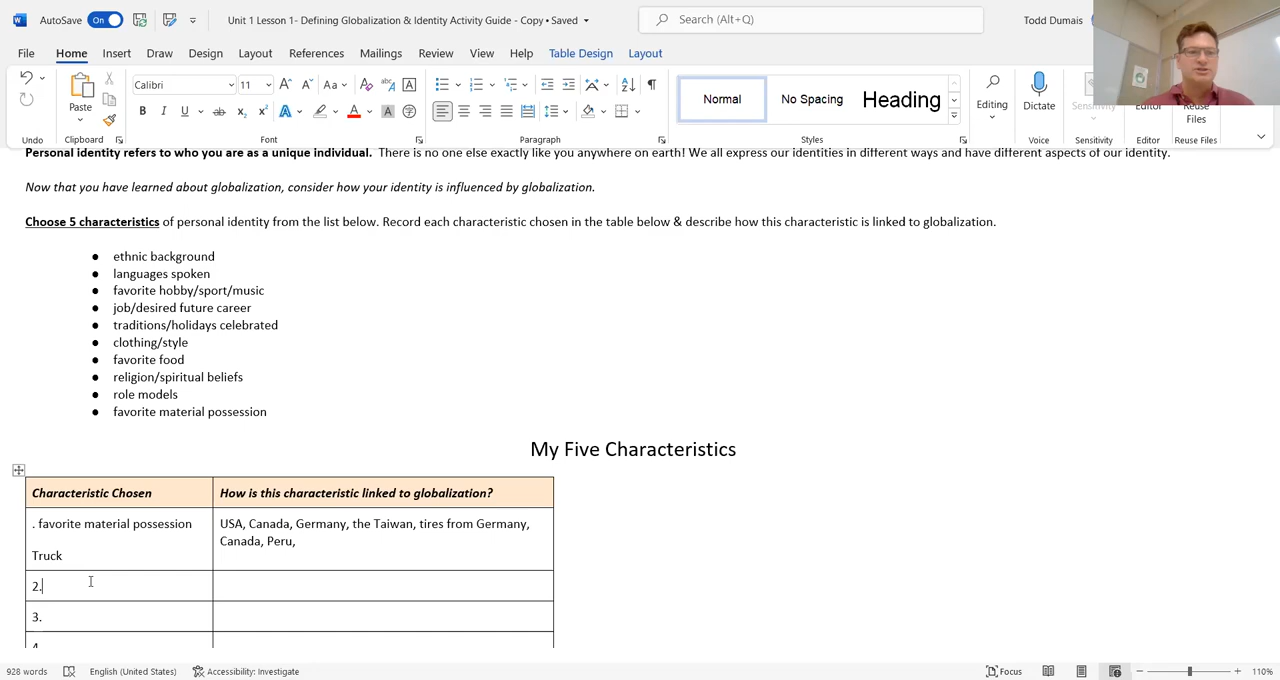 AutoSave On Unit 1 Lesson 1- Defining Globalization & Identity Activity Guide - Copy • Saved Search (Alt+Q) Todd Dumais
File Home Insert Draw Design Layout References Mailings Review View Help Table Design Layout
Calibri 11 Aa
Paste Normal No Spacing Heading Editing Dictate Sensitivity Editor Reuse Files
Undo Clipboard Font Paragraph Styles Voice Sensitivity Editor Reuse Files
Personal identity refers to who you are as a unique individual. There is no one else exactly like you anywhere on earth! We all express our identities in different ways and have different aspects of our identity.
Now that you have learned about globalization, consider how your identity is influenced by globalization.
Choose 5 characteristics of personal identity from the list below. Record each characteristic chosen in the table below & describe how this characteristic is linked to globalization.
● ethnic background
● languages spoken
● favorite hobby/sport/music
● job/desired future career
● traditions/holidays celebrated
● clothing/style
● favorite food
● religion/spiritual beliefs
● role models
● favorite material possession
My Five Characteristics
Characteristic Chosen How is this characteristic linked to globalization?
. favorite material possession USA, Canada, Germany, the Taiwan, tires from Germany,
Canada, Peru,
Truck
2.
3.
4
928 words English (United States) Accessibility: Investigate Focus 110%